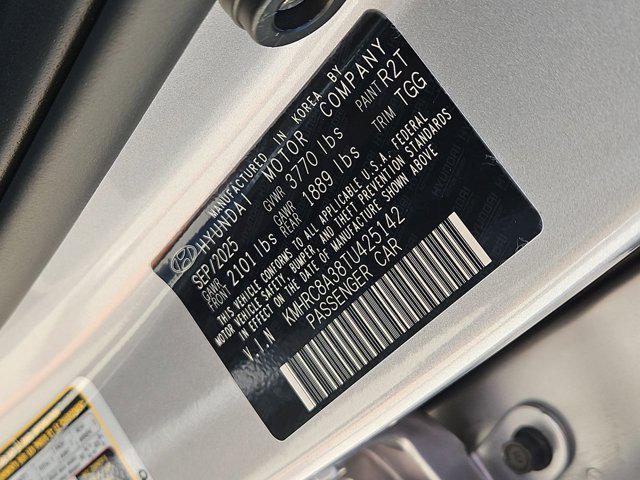 MANUFACTURED IN KOREA BY
HYUNDAI MOTOR COMPANY
SEP/2025 GVWR 3770 lbs PAINT R2T
GAWR FRONT 2101 lbs GAWR REAR 1889 lbs TRIM TGG
THIS VEHICLE CONFORMS TO ALL APPLICABLE U.S.A. FEDERAL
MOTOR VEHICLE SAFETY, BUMPER, AND THEFT PREVENTION STANDARDS
IN EFFECT ON THE DATE OF MANUFACTURE SHOWN ABOVE
V.I.N KMHRC8A38TU425142
PASSENGER CAR